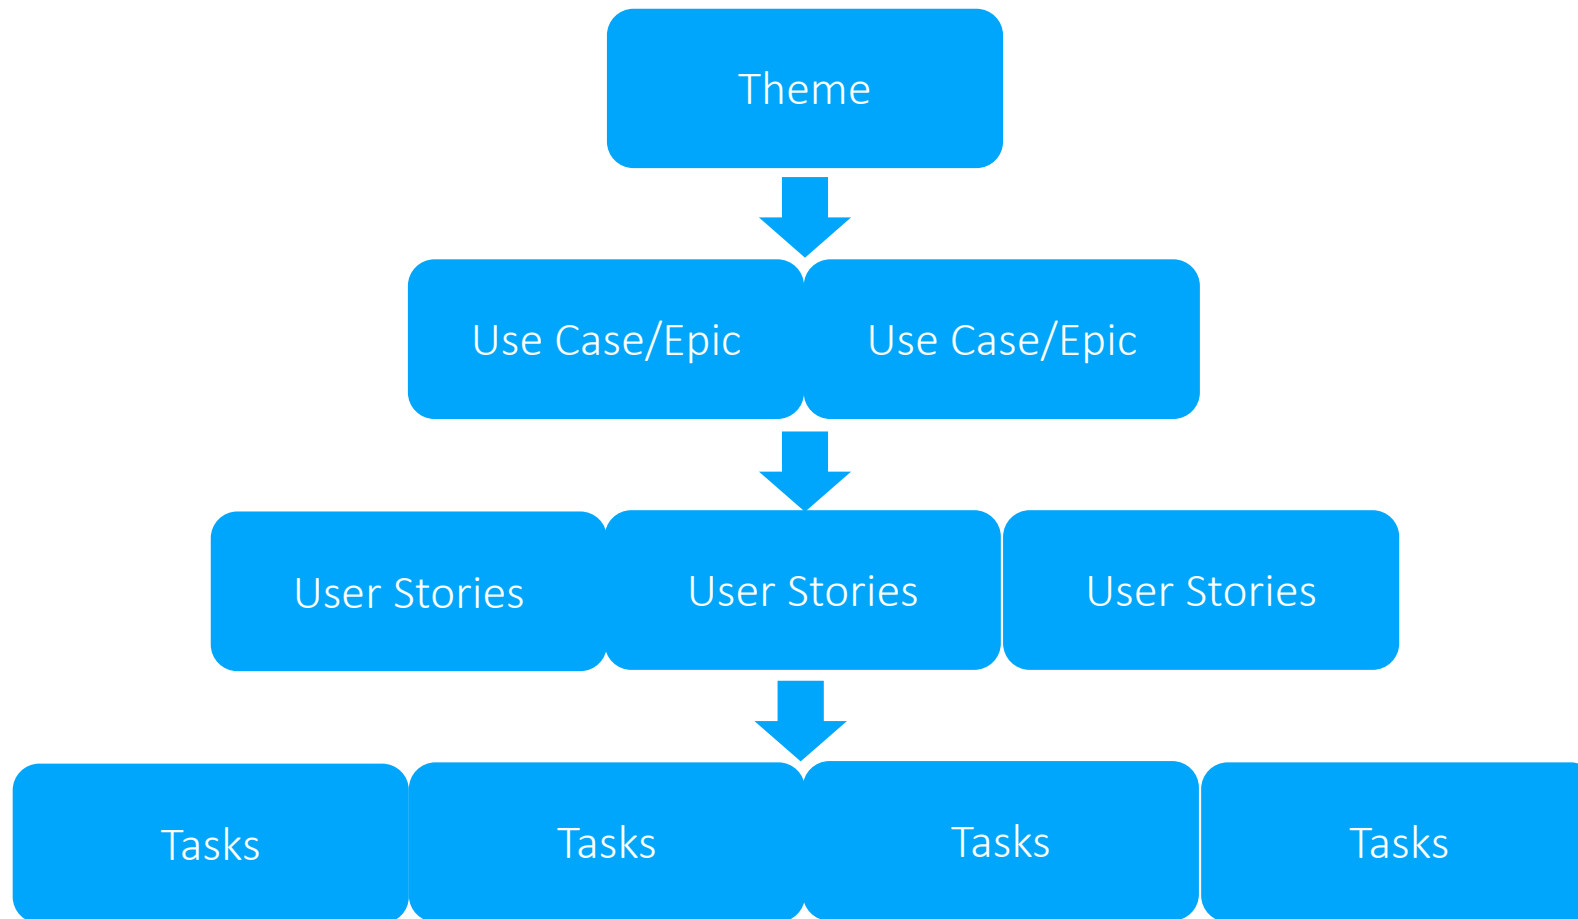 Theme
Use Case/Epic
Use Case/Epic
User Stories
User Stories
User Stories
Tasks
Tasks
Tasks
Tasks